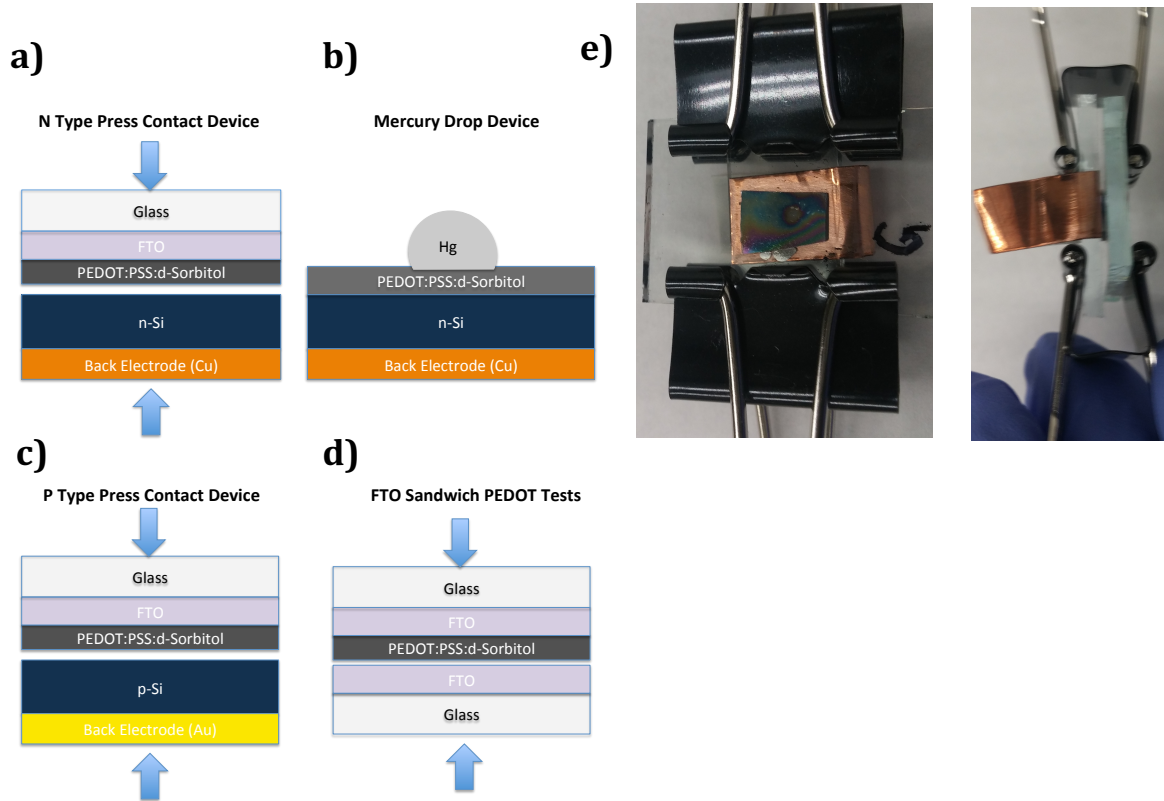 a)
N Type Press Contact Device
Glass
FTO
PEDOT:PSS:d-Sorbitol
n-Si
Back Electrode (Cu)
b)
Mercury Drop Device
Hg
PEDOT:PSS:d-Sorbitol
n-Si
Back Electrode (Cu)
c)
P Type Press Contact Device
Glass
FTO
PEDOT:PSS:d-Sorbitol
p-Si
Back Electrode (Au)
d)
FTO Sandwich PEDOT Tests
Glass
FTO
PEDOT:PSS:d-Sorbitol
FTO
Glass
e)